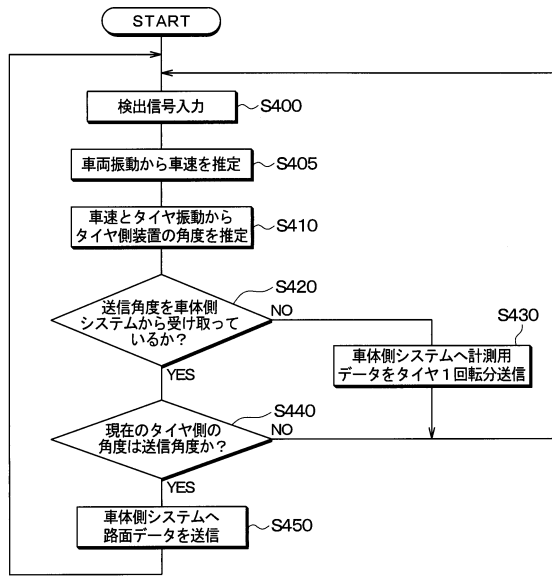 START
検出信号入力
S400
車両振動から車速を推定
S405
車速とタイヤ振動から
タイヤ側装置の角度を推定
S410
送信角度を車体側
システムから受け取って
いるか？
S420
NO
YES
車体側システムへ計測用
データをタイヤ1回転分送信
S430
現在のタイヤ側の
角度は送信角度か？
S440
NO
YES
車体側システムへ
路面データを送信
S450